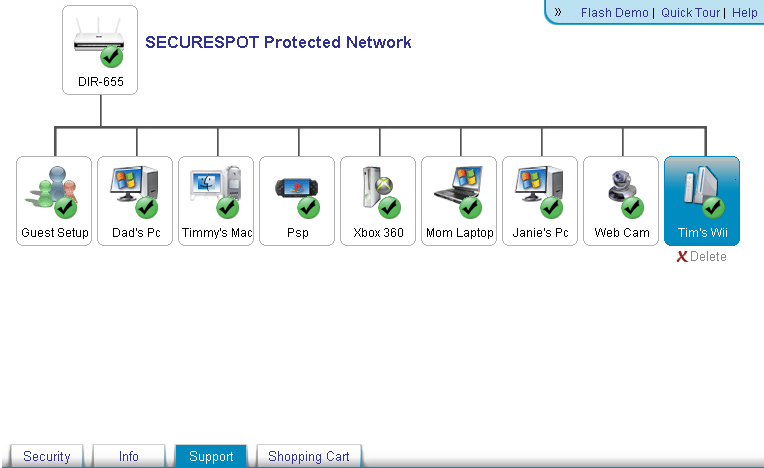 » Flash Demo | Quick Tour | Help
SECURESPOT Protected Network
DIR-655
Guest Setup
Dad's Pc
Timmy's Mac
Psp
Xbox 360
Mom Laptop
Janie's Pc
Web Cam
Tim's Wii
X Delete
Security
Info
Support
Shopping Cart